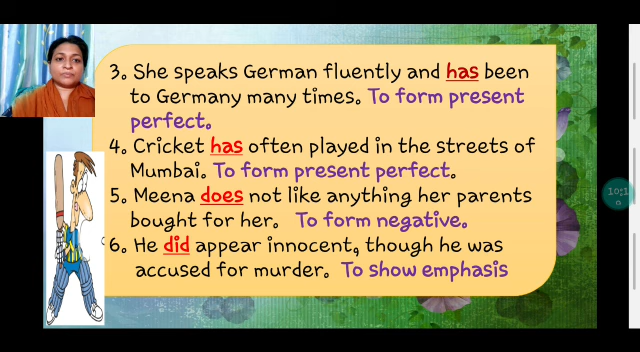 3. She speaks German fluently and has been
to Germany many times. To form present
perfect.
4. Cricket has often played in the streets of
Mumbai. To form present perfect.
5. Meena does not like anything her parents
bought for her. To form negative.
6. He did appear innocent, though he was
accused for murder. To show emphasis